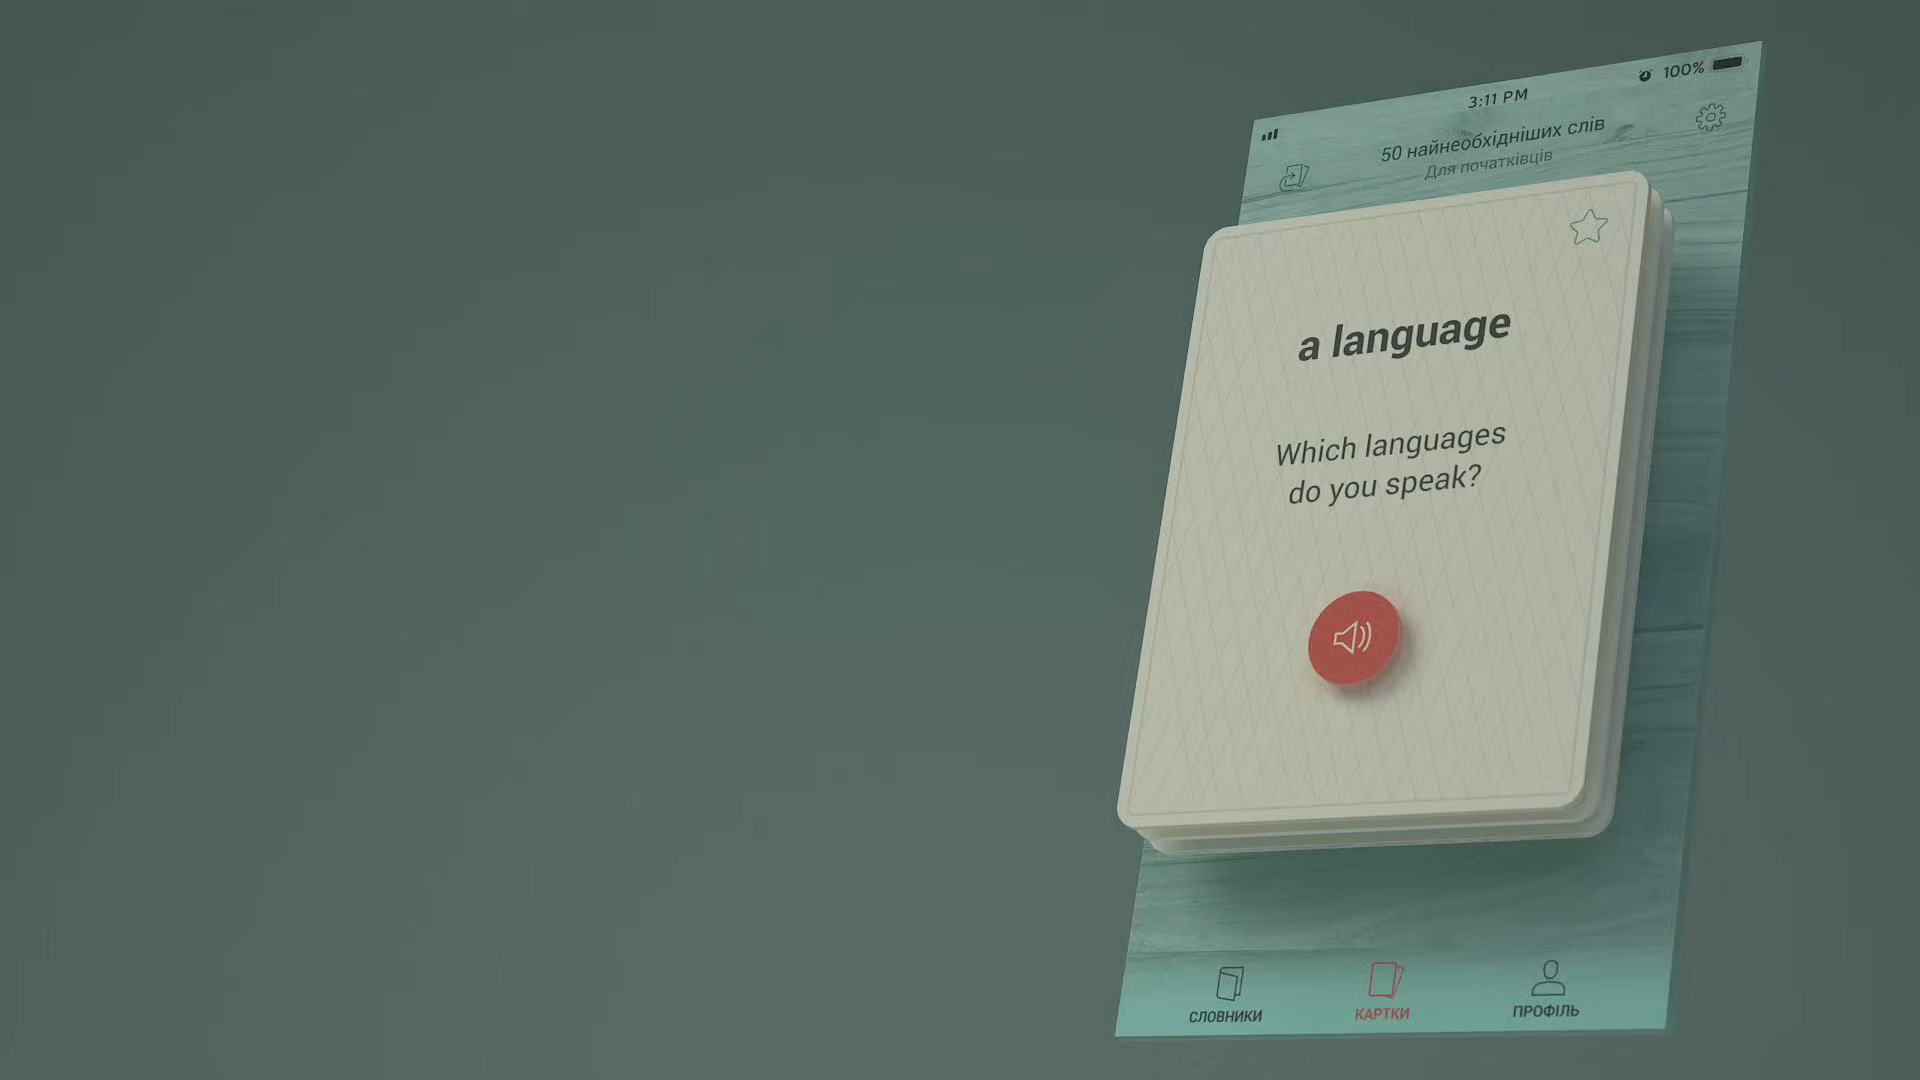 3:11 PM
100%
50 найнеобхідніших слів
Для початківців
a language
Which languages
do you speak?
СЛОВНИКИ
КАРТКИ
ПРОФІЛЬ